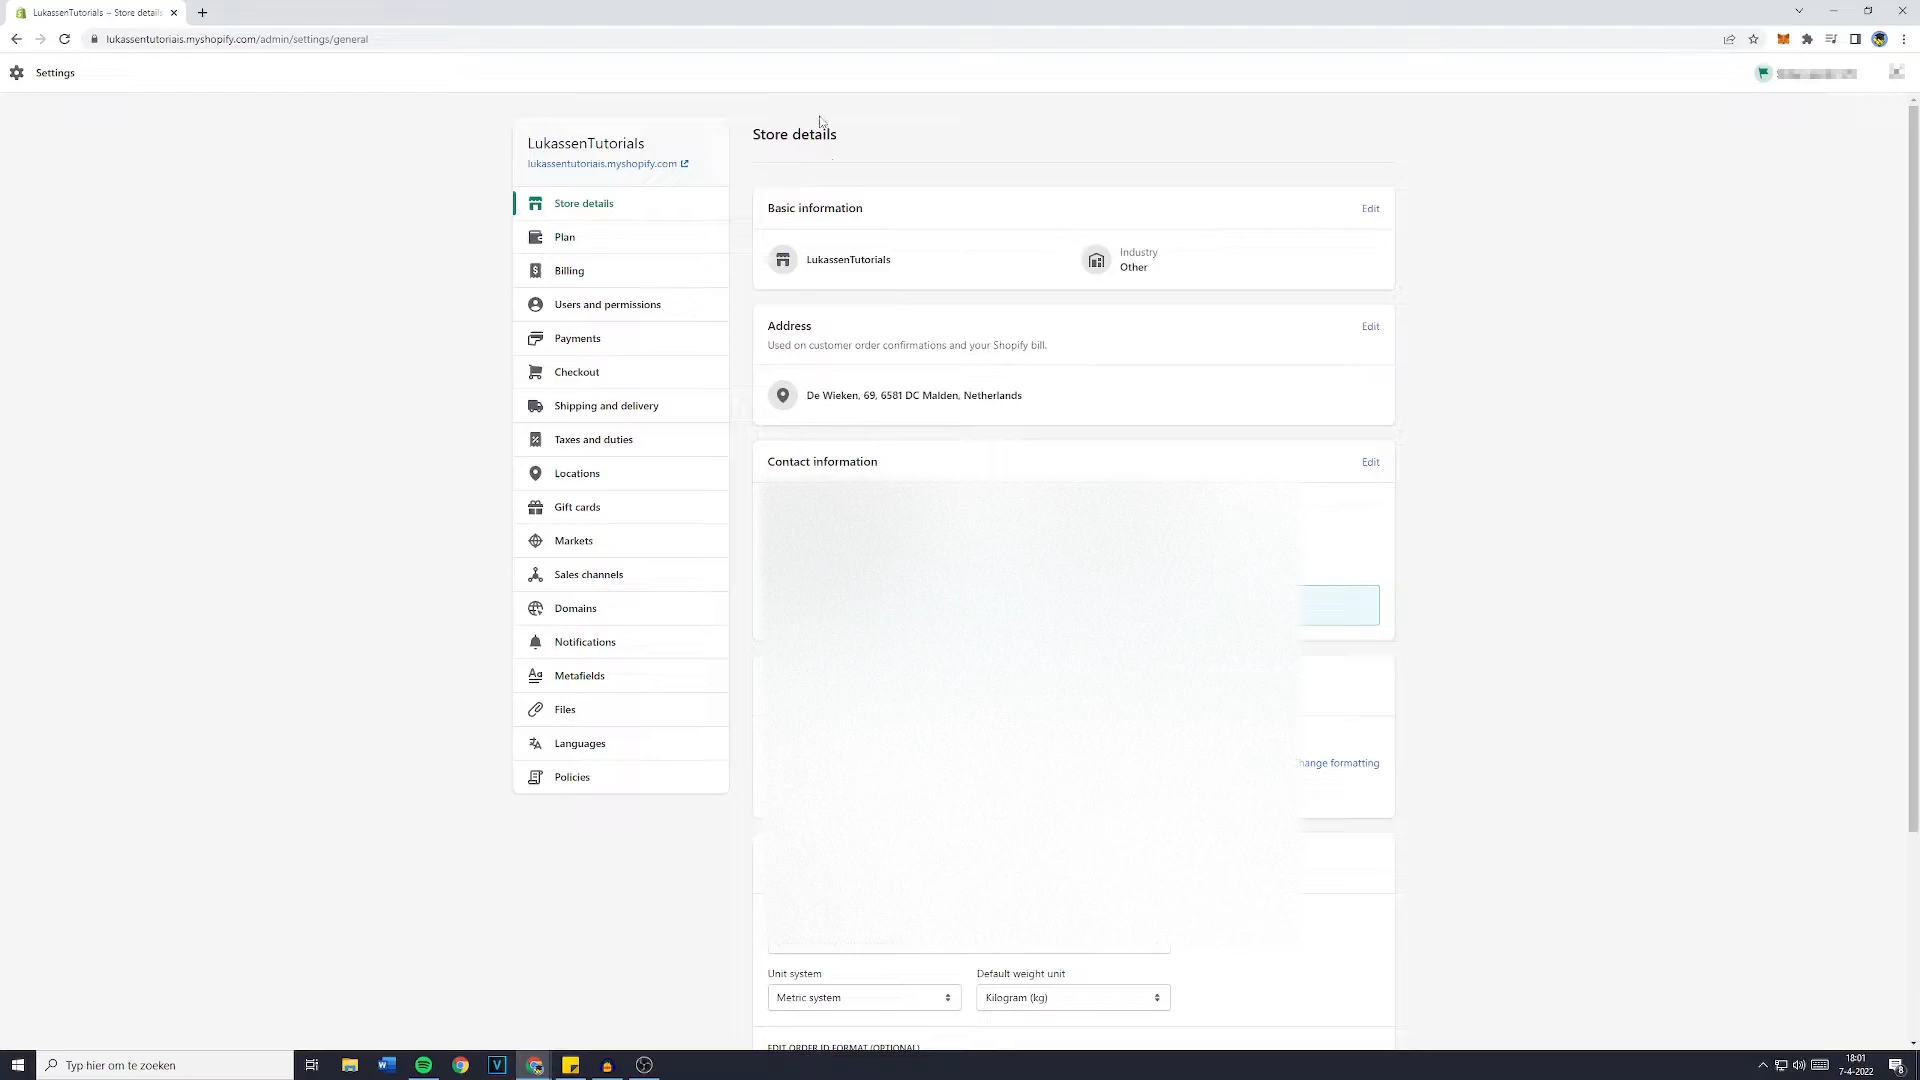 LukassenTutorials – Store details
lukassentutorials.myshopify.com/admin/settings/general
Settings
LukassenTutorials
lukassentutorials.myshopify.com
Store details
Plan
Billing
Users and permissions
Payments
Checkout
Shipping and delivery
Taxes and duties
Locations
Gift cards
Markets
Sales channels
Domains
Notifications
Metafields
Files
Languages
Policies
Store details
Basic information
Edit
LukassenTutorials
Industry
Other
Address
Edit
Used on customer order confirmations and your Shopify bill.
De Wieken, 69, 6581 DC Malden, Netherlands
Contact information
Edit
hange formatting
Unit system
Default weight unit
Metric system
Kilogram (kg)
EDIT ORDER ID FORMAT (OPTIONAL)
Typ hier om te zoeken
18:01
7-4-2022
8